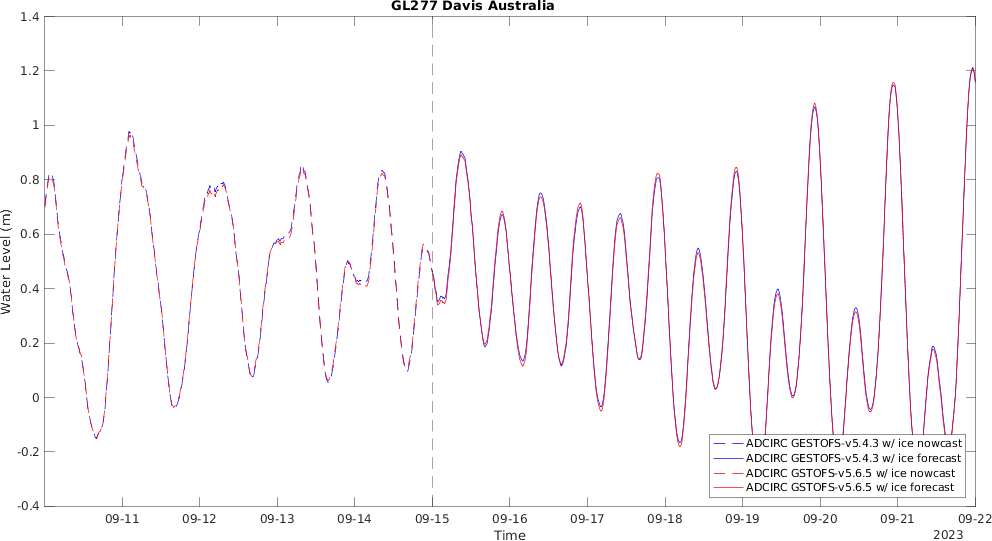 GL277 Davis Australia
1.4
1.2
1
0.8
0.6
0.4
0.2
0
-0.2
-0.4
Water Level (m)
ADCIRC GESTOFS-v5.4.3 w/ ice nowcast
ADCIRC GESTOFS-v5.4.3 w/ ice forecast
ADCIRC GSTOFS-v5.6.5 w/ ice nowcast
ADCIRC GSTOFS-v5.6.5 w/ ice forecast
09-11 09-12 09-13 09-14 09-15 09-16 09-17 09-18 09-19 09-20 09-21 09-22
Time
2023